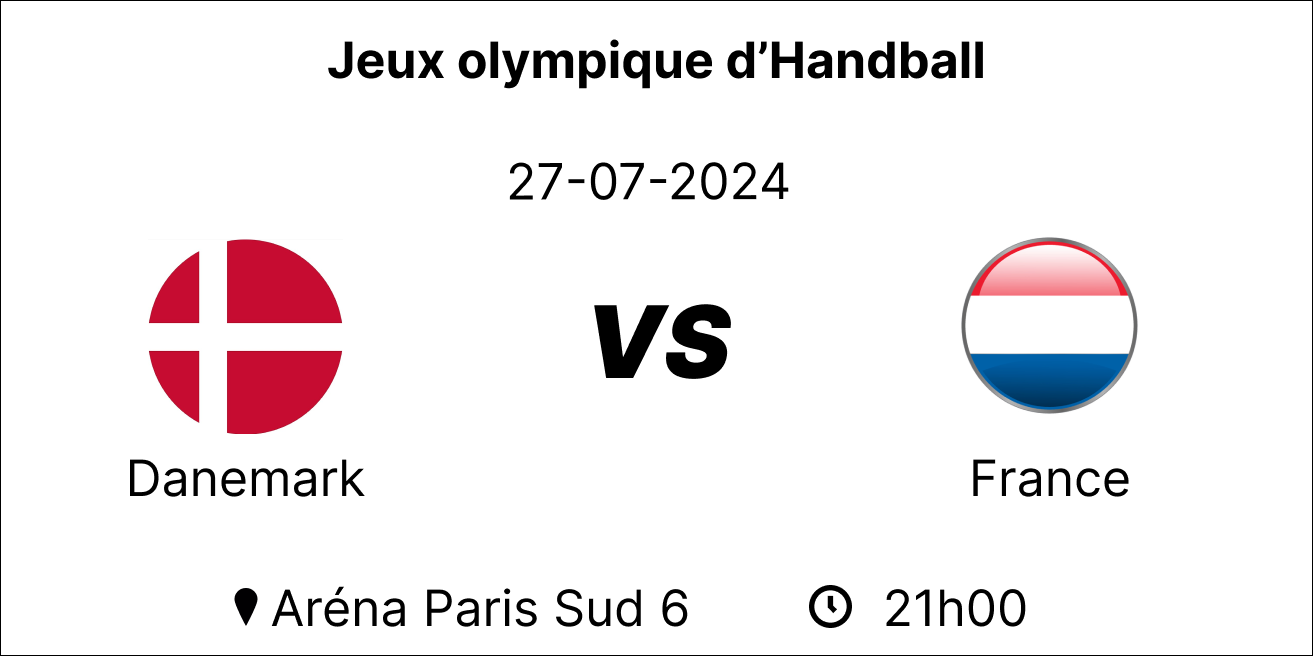 Jeux olympique d’Handball
27-07-2024
VS
Danemark
France
Aréna Paris Sud 6
21h00